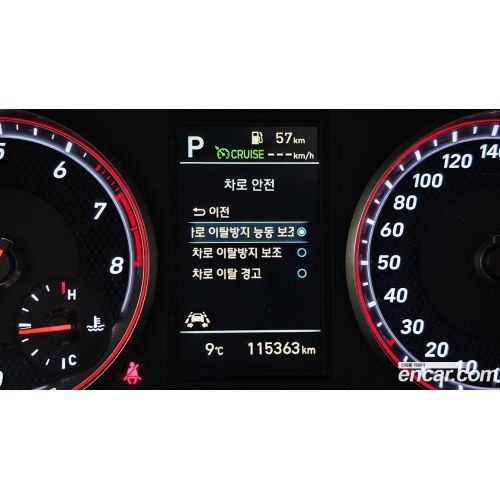 P
57km
CRUISE ---km/h
차로 안전
이전
로 이탈방지 능동 보조
차로 이탈방지 보조
차로 이탈 경고
9℃ 115363km
5
6
7
8
H
C
140
120
100
80
60
50
40
30
20
10
encar.com